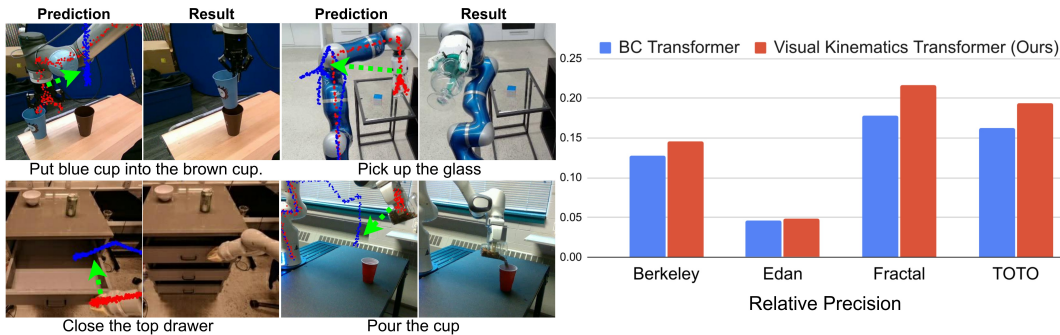 Prediction Result Prediction Result
Put blue cup into the brown cup. Pick up the glass
Close the top drawer Pour the cup
BC Transformer Visual Kinematics Transformer (Ours)
0.25
0.20
0.15
0.10
0.05
0.00
Berkeley Edan Fractal TOTO
Relative Precision